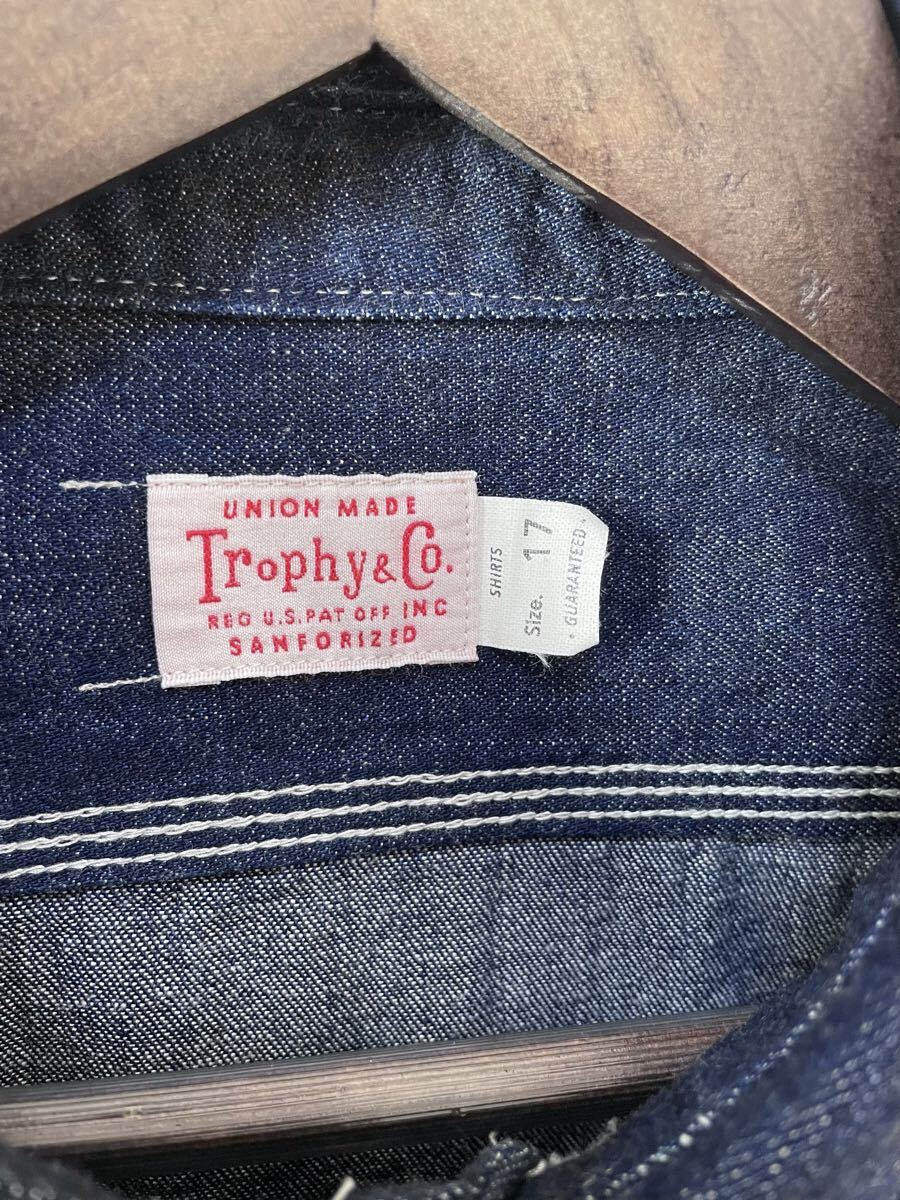 UNION MADE
Trophy & Co.
REG U.S. PAT OFF INC
SANFORIZED
SHIRTS
Size. 17
• GUARANTEED •